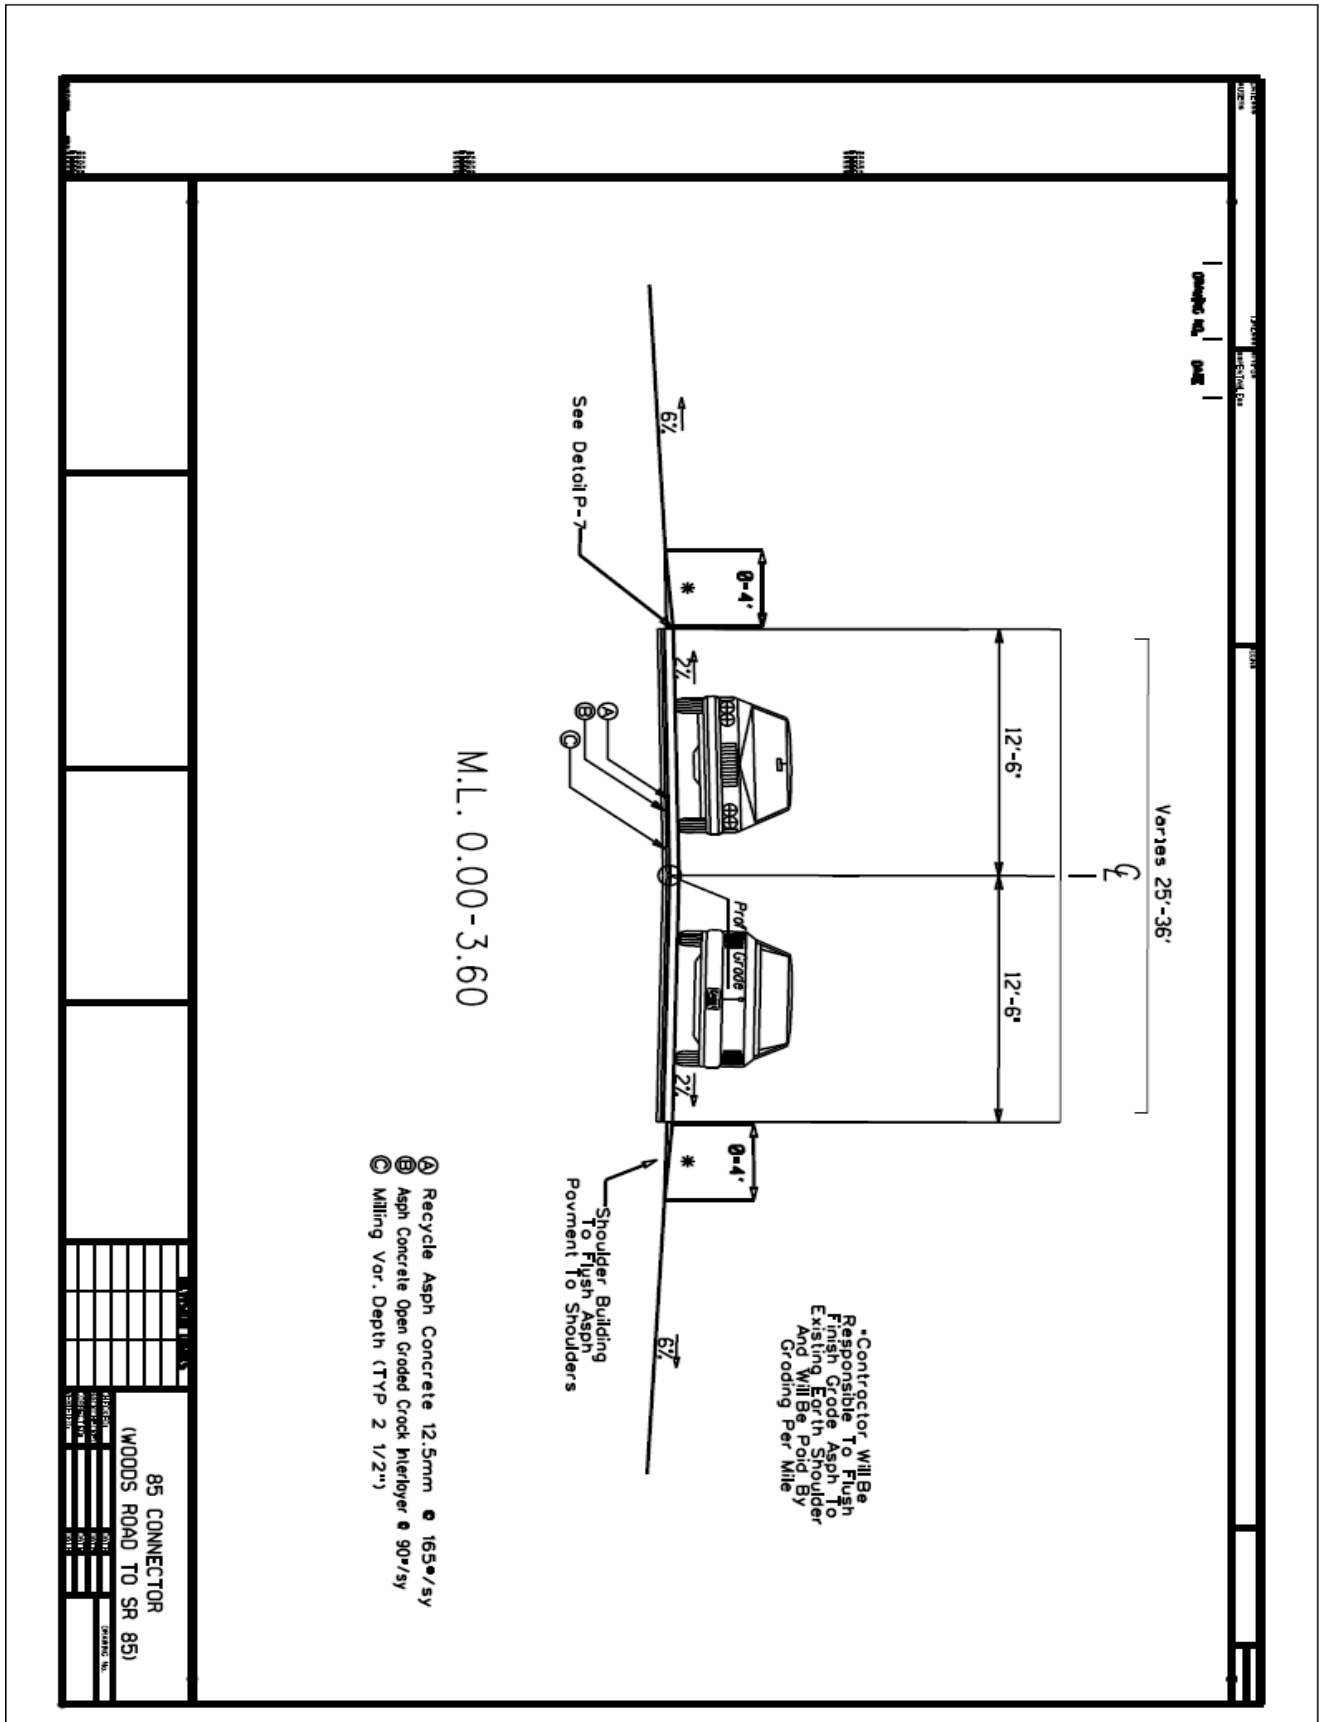 DRAWING No. DATE
Varies 25'-36'
12'-6"
12'-6"
0-4'
0-4'
*
*
Prof
Grade
2%
2%
6%
6%
See Detail P-7
A
B
C
M.L. 0.00-3.60
"Contractor Will Be
Responsible To Flush
Finish Grade Asph To
Existing Earth Shoulder
And Will Be Paid By
Grading Per Mile
Shoulder Building
To Flush Asph
Pavment To Shoulders
A Recycle Asph Concrete 12.5mm @ 165#/sy
B Asph Concrete Open Graded Crack Interlayer @ 90#/sy
C Milling Var. Depth (TYP 2 1/2")
85 CONNECTOR
(WOODS ROAD TO SR 85)
DRAWING No.